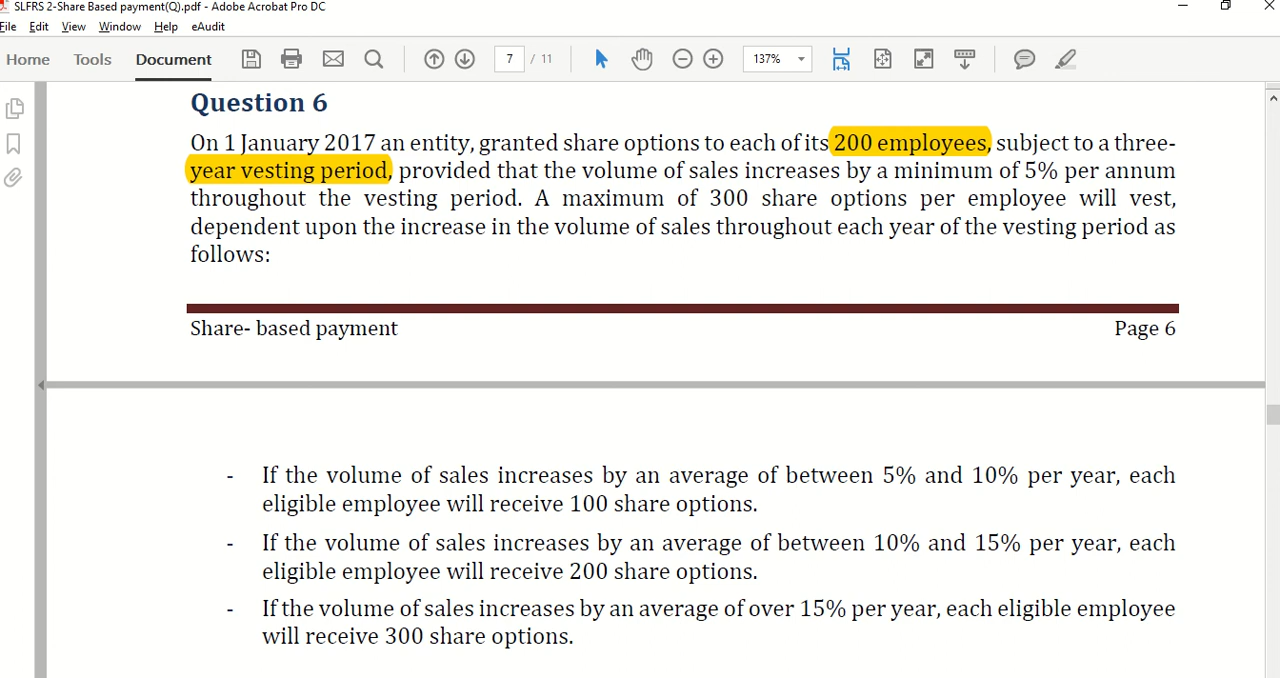 SLFRS 2-Share Based payment(Q).pdf - Adobe Acrobat Pro DC
File Edit View Window Help eAudit
Home Tools Document 7 / 11 137%
Question 6
On 1 January 2017 an entity, granted share options to each of its 200 employees, subject to a three-
year vesting period, provided that the volume of sales increases by a minimum of 5% per annum
throughout the vesting period. A maximum of 300 share options per employee will vest,
dependent upon the increase in the volume of sales throughout each year of the vesting period as
follows:
Share- based payment Page 6
- If the volume of sales increases by an average of between 5% and 10% per year, each
eligible employee will receive 100 share options.
- If the volume of sales increases by an average of between 10% and 15% per year, each
eligible employee will receive 200 share options.
- If the volume of sales increases by an average of over 15% per year, each eligible employee
will receive 300 share options.